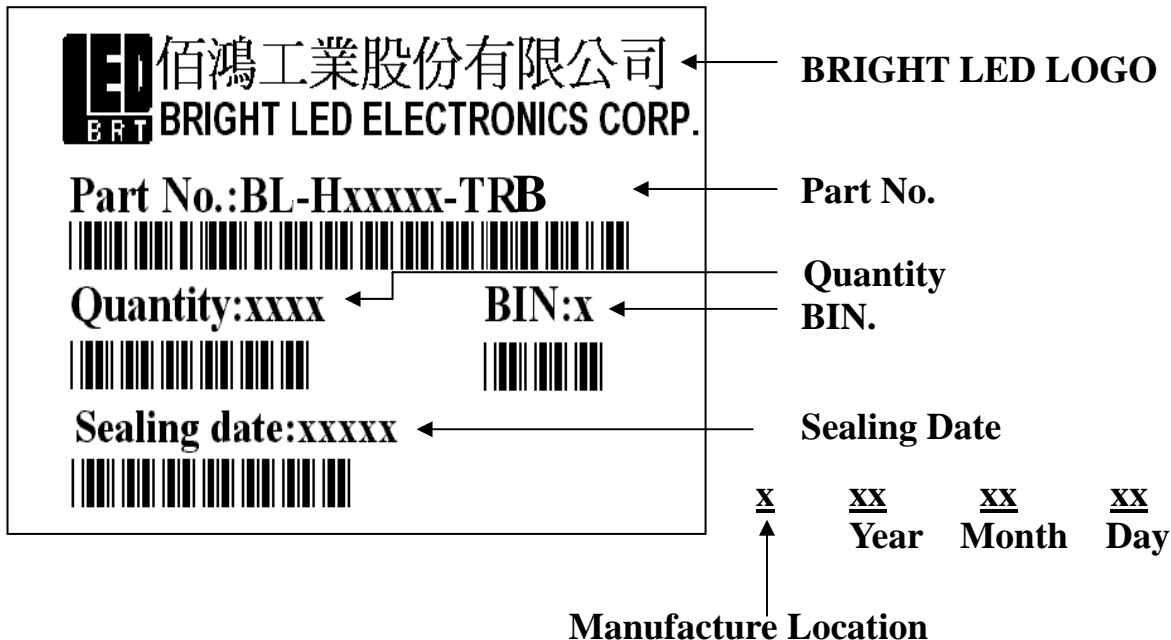 LED
佰鴻工業股份有限公司
BRT
BRIGHT LED ELECTRONICS CORP.
BRIGHT LED LOGO
Part No.:BL-Hxxxxx-TRB
Part No.
Quantity:xxxx
BIN:x
Quantity
BIN.
Sealing date:xxxxx
Sealing Date
x xx xx xx
Year Month Day
Manufacture Location